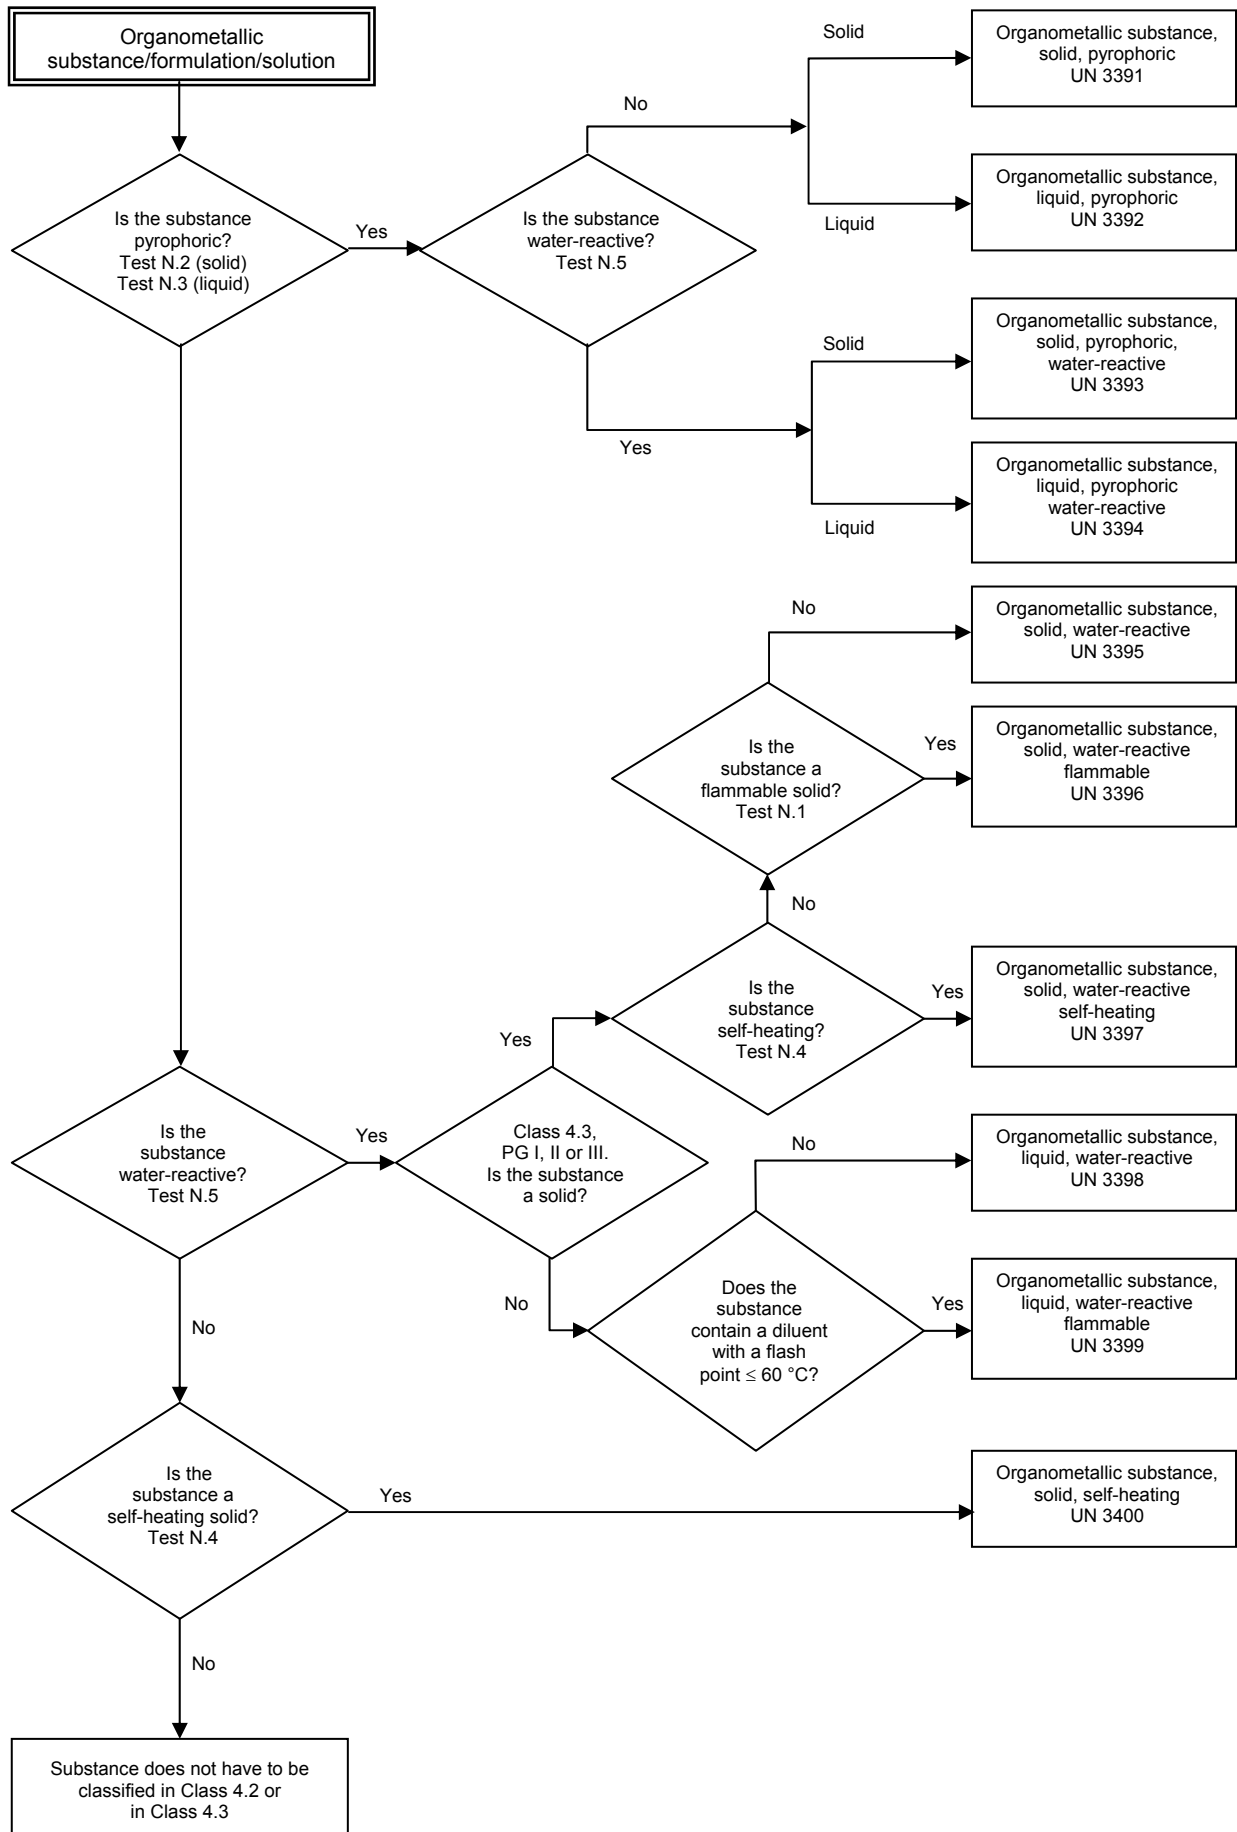 Organometallic
substance/formulation/solution
Solid
Organometallic substance,
solid, pyrophoric
UN 3391
No
Is the substance
pyrophoric?
Test N.2 (solid)
Test N.3 (liquid)
Yes
Is the substance
water-reactive?
Test N.5
Liquid
Organometallic substance,
liquid, pyrophoric
UN 3392
Solid
Organometallic substance,
solid, pyrophoric,
water-reactive
UN 3393
Yes
Liquid
Organometallic substance,
liquid, pyrophoric
water-reactive
UN 3394
No
Organometallic substance,
solid, water-reactive
UN 3395
Is the
substance a
flammable solid?
Test N.1
Yes
Organometallic substance,
solid, water-reactive
flammable
UN 3396
No
Is the
substance
self-heating?
Test N.4
Yes
Organometallic substance,
solid, water-reactive
self-heating
UN 3397
Yes
Is the
substance
water-reactive?
Test N.5
Yes
Class 4.3,
PG I, II or III.
Is the substance
a solid?
No
Organometallic substance,
liquid, water-reactive
UN 3398
No
Does the
substance
contain a diluent
with a flash
point ≤ 60 °C?
Yes
Organometallic substance,
liquid, water-reactive
flammable
UN 3399
No
Is the
substance a
self-heating solid?
Test N.4
Yes
Organometallic substance,
solid, self-heating
UN 3400
No
Substance does not have to be
classified in Class 4.2 or
in Class 4.3